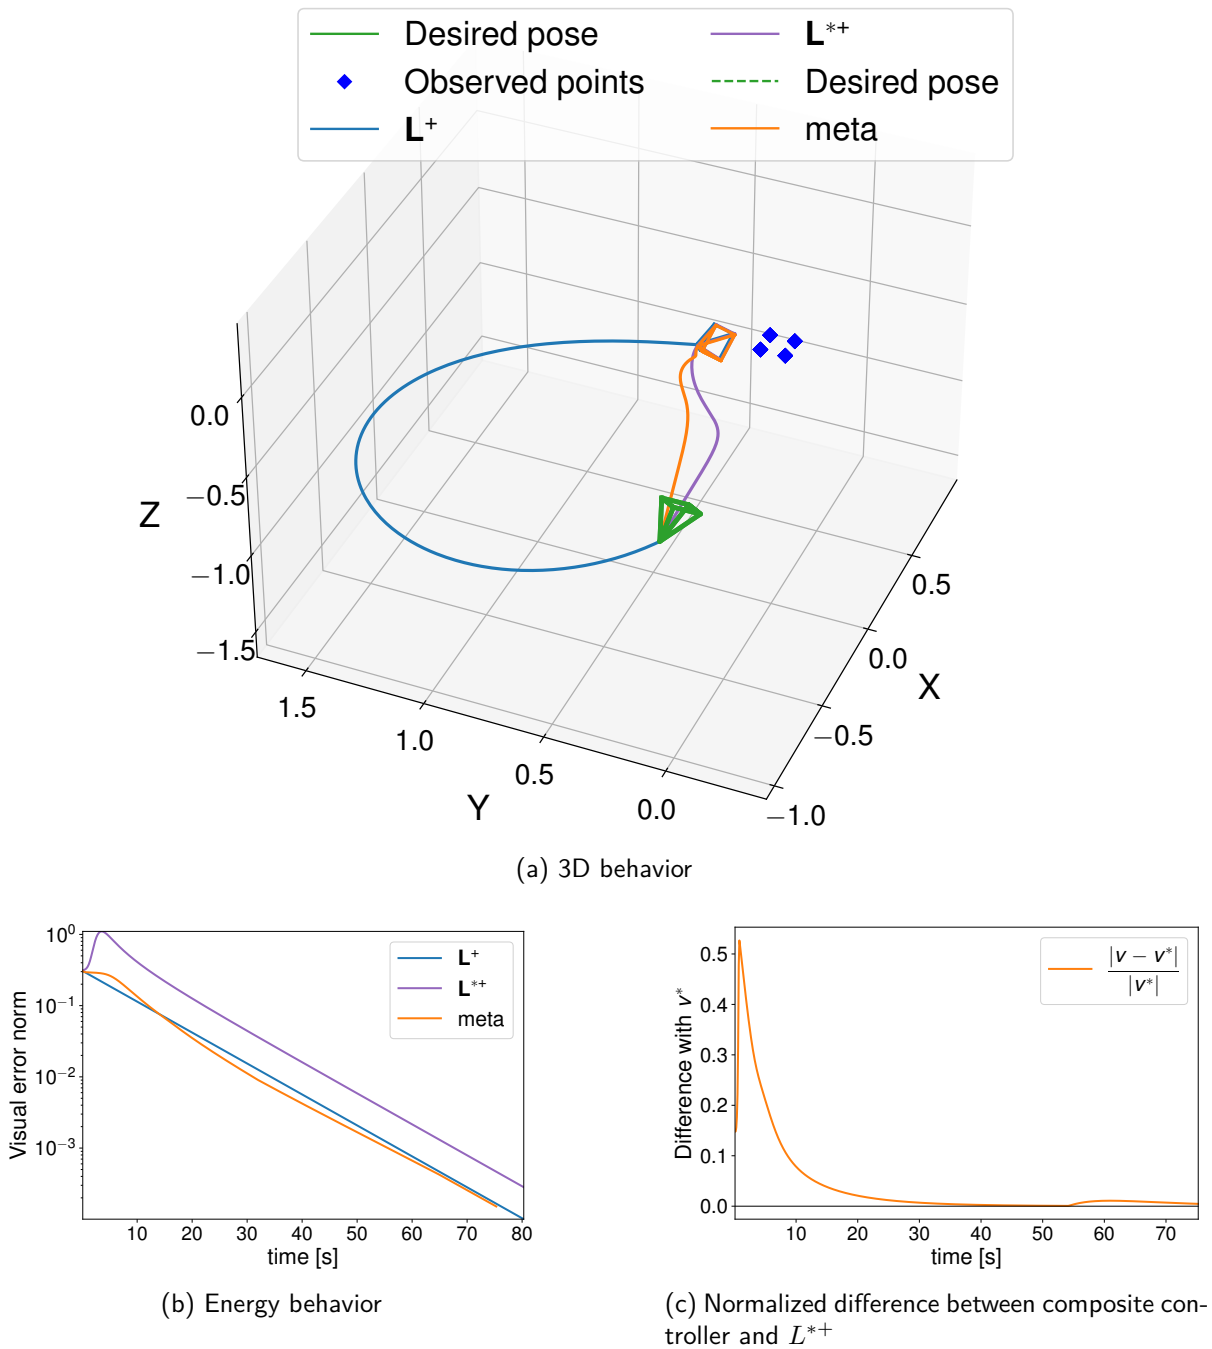 Desired pose
Observed points
L⁺
L*⁺
Desired pose
meta
0.0
−0.5
−1.0
−1.5
Z
1.5
1.0
0.5
0.0
Y
−1.0
−0.5
0.0
0.5
X
(a) 3D behavior
10⁰
10⁻¹
10⁻²
10⁻³
Visual error norm
L⁺
L*⁺
meta
10 20 30 40 50 60 70 80
time [s]
(b) Energy behavior
0.5
0.4
0.3
0.2
0.1
0.0
Difference with v*
|v − v*|
|v*|
10 20 30 40 50 60 70
time [s]
(c) Normalized difference between composite con-
troller and L*⁺